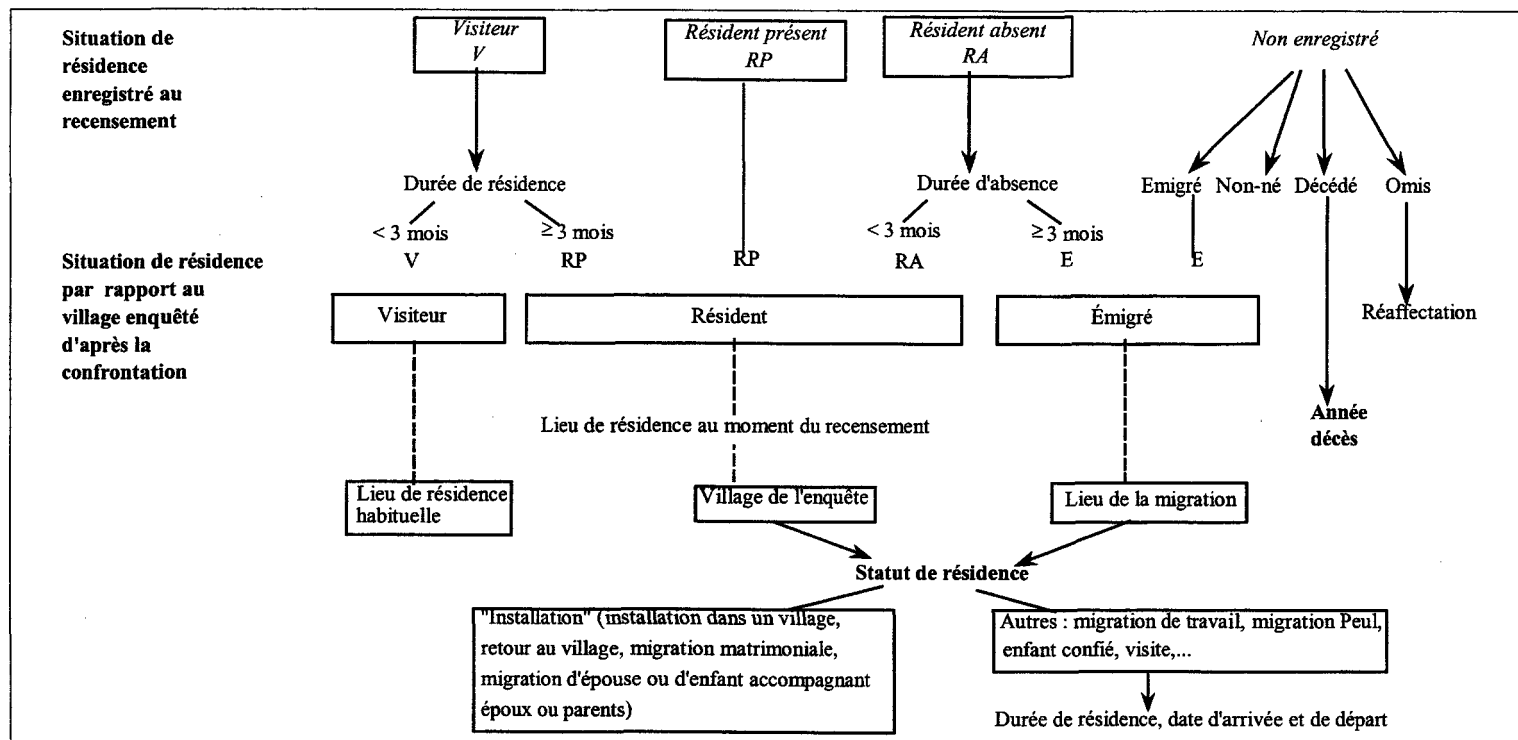 Situation de
résidence
enregistré au
recensement
Visiteur
V
Résident présent
RP
Résident absent
RA
Non enregistré
Durée de résidence
Durée d'absence
Emigré Non-né Décédé Omis
< 3 mois
≥ 3 mois
< 3 mois
≥ 3 mois
Situation de résidence
par rapport au
village enquêté
d'après la
confrontation
V
RP
RP
RA
E
E
Visiteur
Résident
Émigré
Réaffectation
Lieu de résidence au moment du recensement
Année
décès
Lieu de résidence
habituelle
Village de l'enquête
Lieu de la migration
Statut de résidence
"Installation" (installation dans un village,
retour au village, migration matrimoniale,
migration d'épouse ou d'enfant accompagnant
époux ou parents)
Autres : migration de travail, migration Peul,
enfant confié, visite,...
Durée de résidence, date d'arrivée et de départ